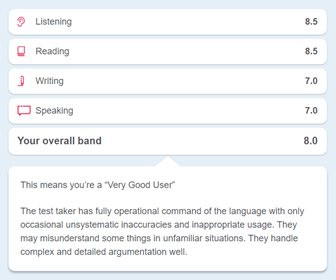 Listening 8.5
Reading 8.5
Writing 7.0
Speaking 7.0
Your overall band 8.0
This means you're a “Very Good User”
The test taker has fully operational command of the language with only
occasional unsystematic inaccuracies and inappropriate usage. They
may misunderstand some things in unfamiliar situations. They handle
complex and detailed argumentation well.